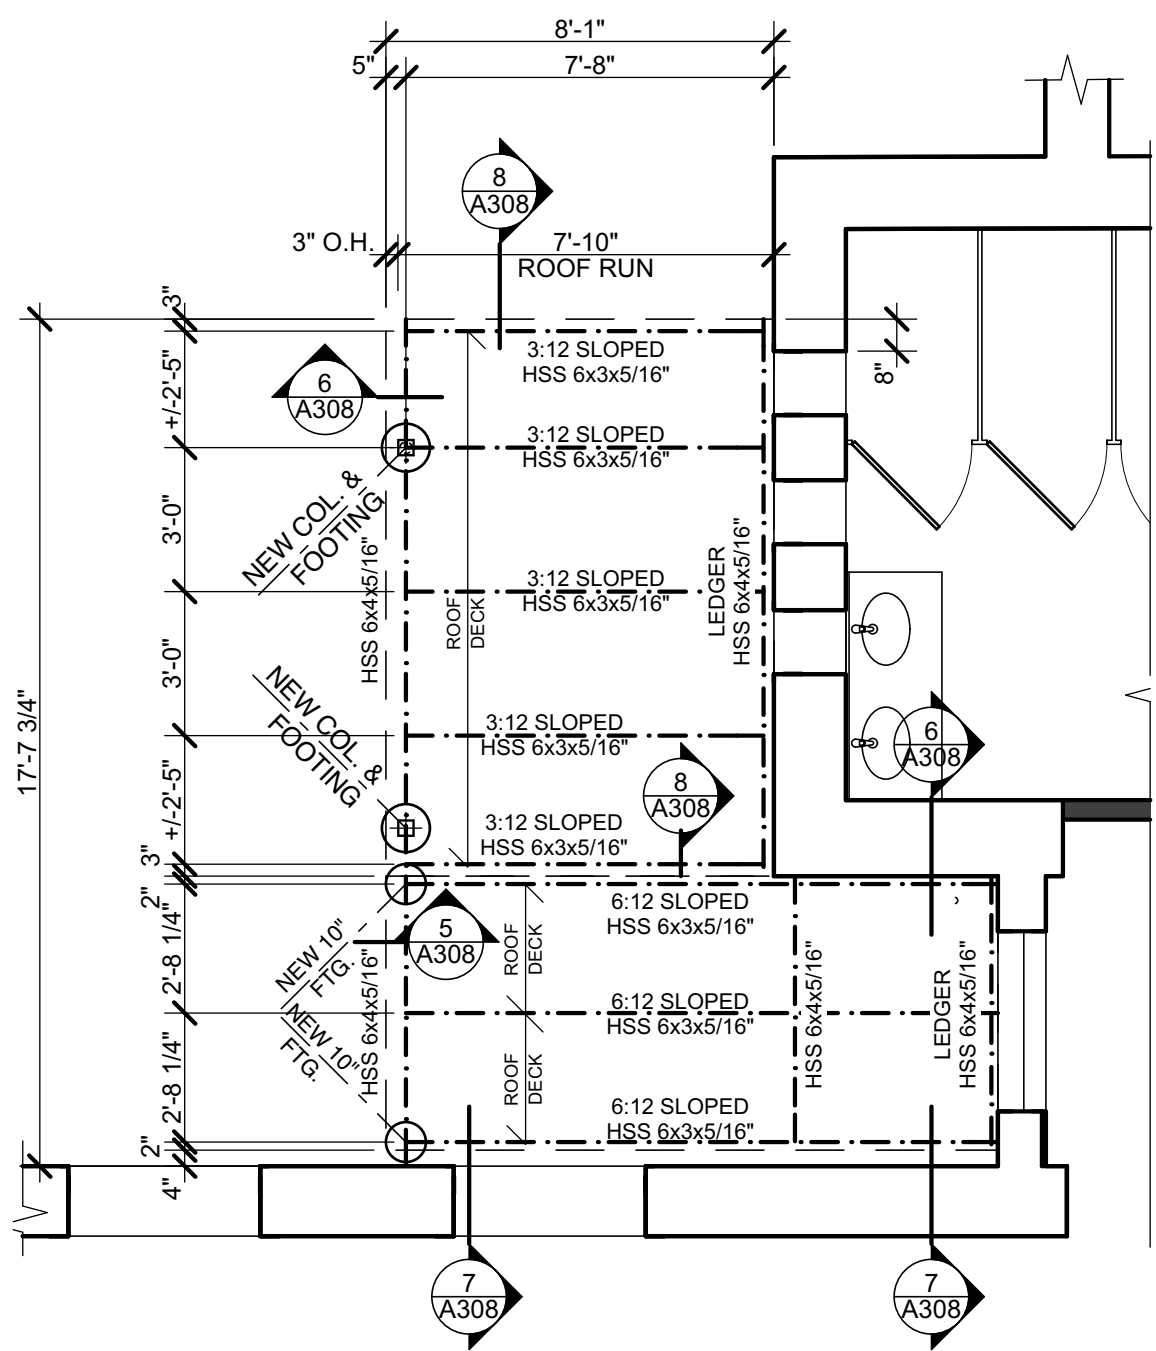 8'-1"
5"
7'-8"
8
A308
3" O.H.
7'-10"
ROOF RUN
3"
+/-2'-5"
3'-0"
3'-0"
+/-2'-5"
3"
2"
2'-8 1/4"
2'-8 1/4"
2"
4"
17'-7 3/4"
8"
6
A308
3:12 SLOPED
HSS 6x3x5/16"
3:12 SLOPED
HSS 6x3x5/16"
NEW COL. &
FOOTING
HSS 6x4x5/16"
3:12 SLOPED
HSS 6x3x5/16"
ROOF
DECK
LEDGER
HSS 6x4x5/16"
NEW COL. &
FOOTING
3:12 SLOPED
HSS 6x3x5/16"
8
A308
6
A308
3:12 SLOPED
HSS 6x3x5/16"
6:12 SLOPED
HSS 6x3x5/16"
5
A308
NEW 10"
FTG.
NEW 10"
FTG.
HSS 6x4x5/16"
ROOF
DECK
6:12 SLOPED
HSS 6x3x5/16"
HSS 6x4x5/16"
LEDGER
HSS 6x4x5/16"
ROOF
DECK
6:12 SLOPED
HSS 6x3x5/16"
7
A308
7
A308